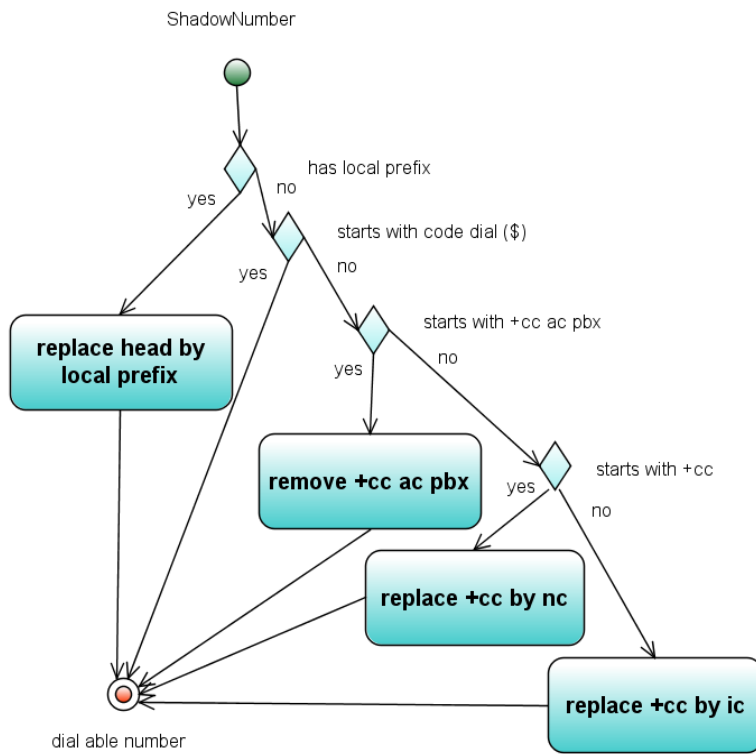 ShadowNumber
has local prefix
yes
no
starts with code dial ($)
yes
no
replace head by
local prefix
starts with +cc ac pbx
yes
no
remove +cc ac pbx
starts with +cc
yes
no
replace +cc by nc
replace +cc by ic
dial able number